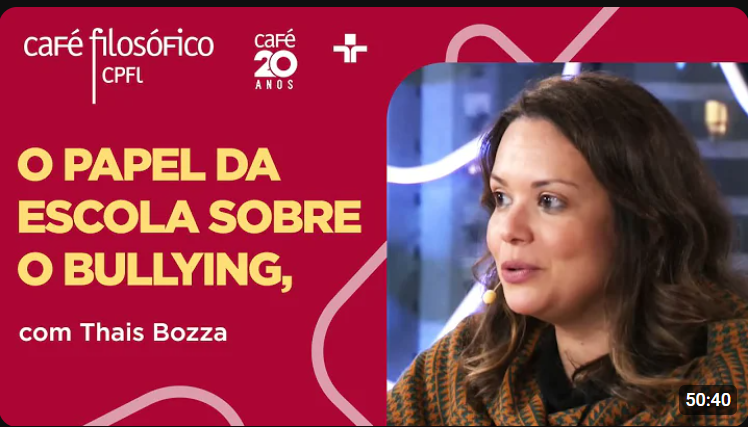 café filosófico
CPFL
café
20
ANOS
O PAPEL DA
ESCOLA SOBRE
O BULLYING,
com Thais Bozza
50:40